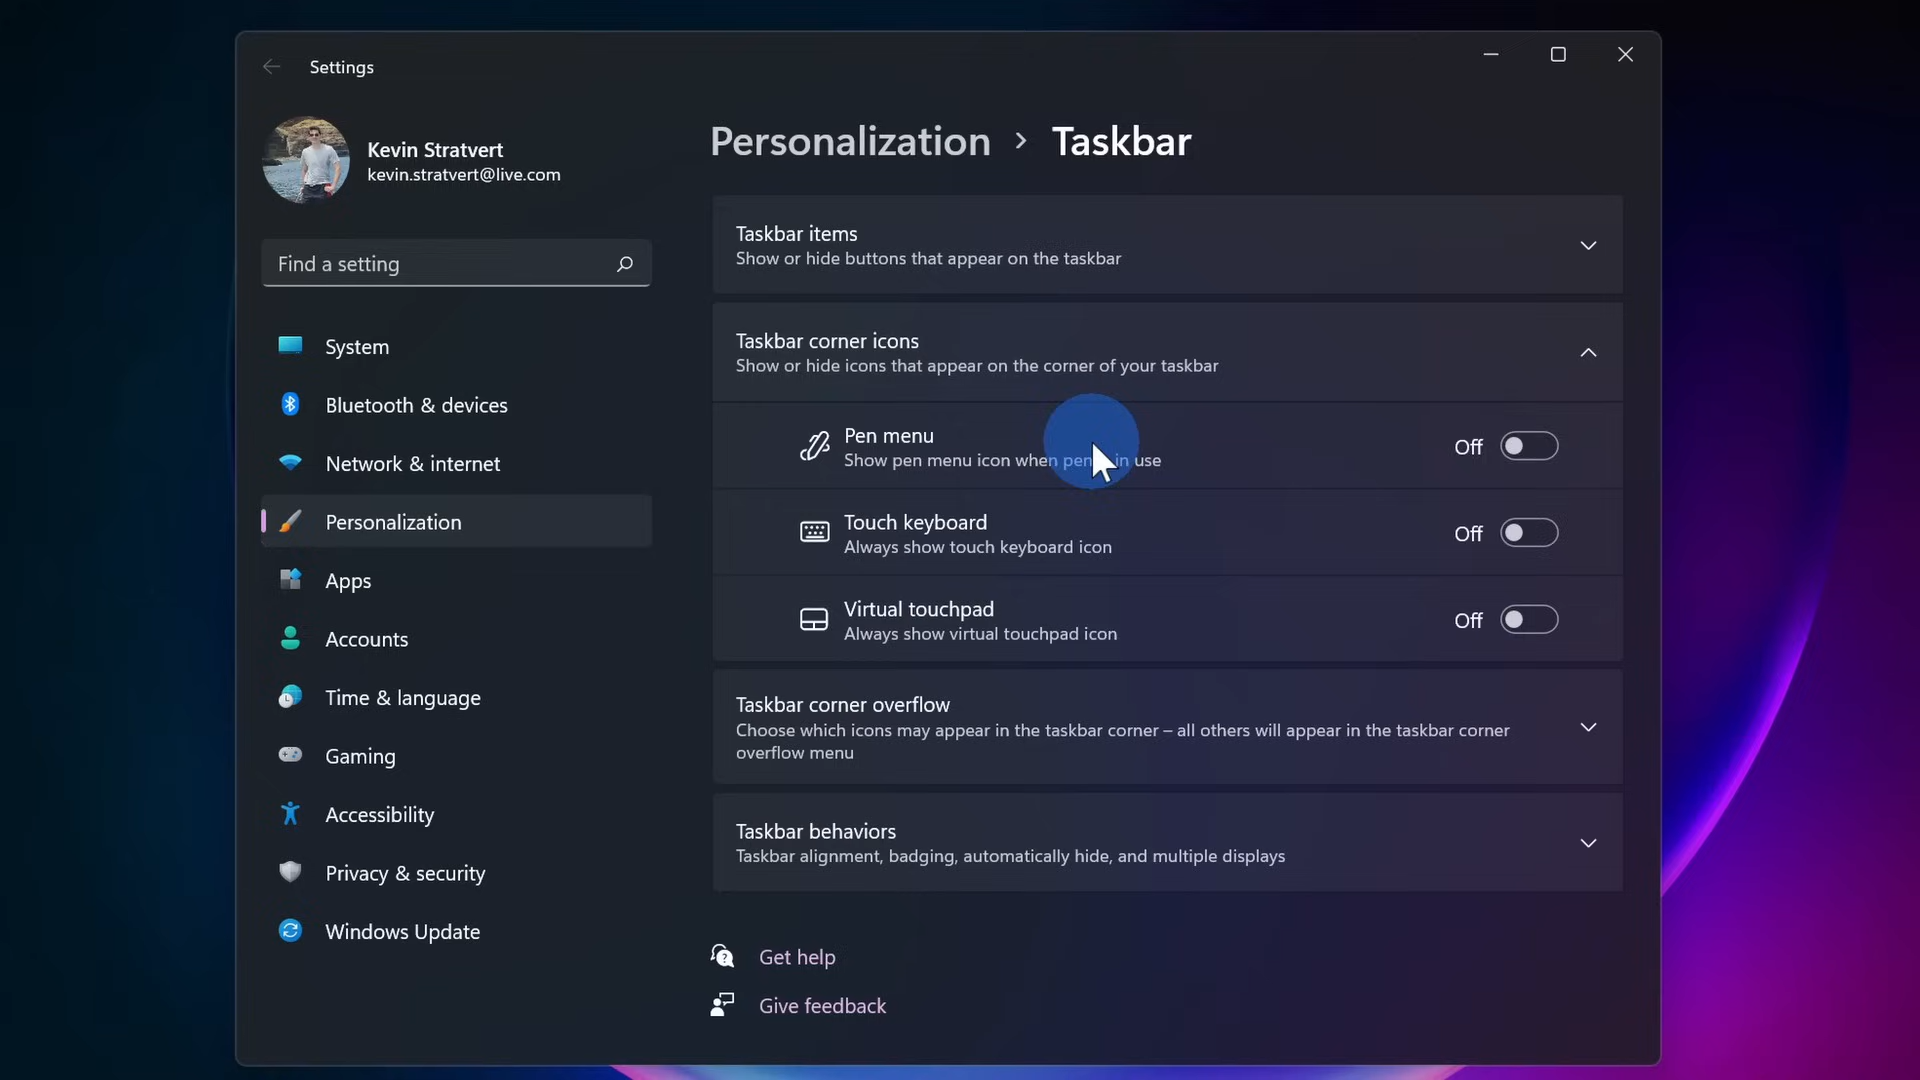 Settings
Kevin Stratvert
kevin.stratvert@live.com
Find a setting
System
Bluetooth & devices
Network & internet
Personalization
Apps
Accounts
Time & language
Gaming
Accessibility
Privacy & security
Windows Update
Personalization > Taskbar
Taskbar items
Show or hide buttons that appear on the taskbar
Taskbar corner icons
Show or hide icons that appear on the corner of your taskbar
Pen menu
Show pen menu icon when pen in use
Off
Touch keyboard
Always show touch keyboard icon
Off
Virtual touchpad
Always show virtual touchpad icon
Off
Taskbar corner overflow
Choose which icons may appear in the taskbar corner – all others will appear in the taskbar corner
overflow menu
Taskbar behaviors
Taskbar alignment, badging, automatically hide, and multiple displays
Get help
Give feedback